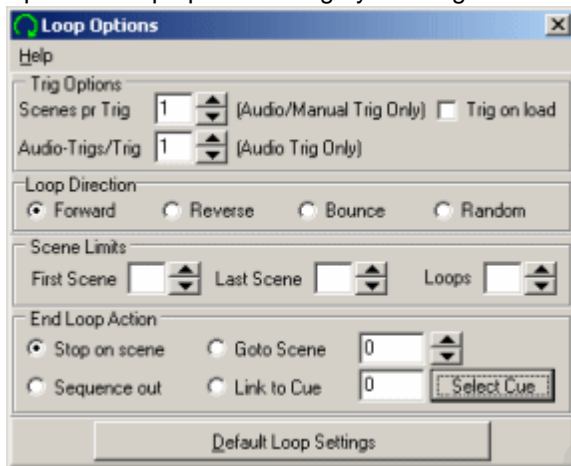 Loop Options
Help
Trig Options
Scenes pr Trig 1 (Audio/Manual Trig Only) Trig on load
Audio-Trigs/Trig 1 (Audio Trig Only)
Loop Direction
Forward Reverse Bounce Random
Scene Limits
First Scene Last Scene Loops
End Loop Action
Stop on scene Goto Scene 0
Sequence out Link to Cue 0 Select Cue
Default Loop Settings